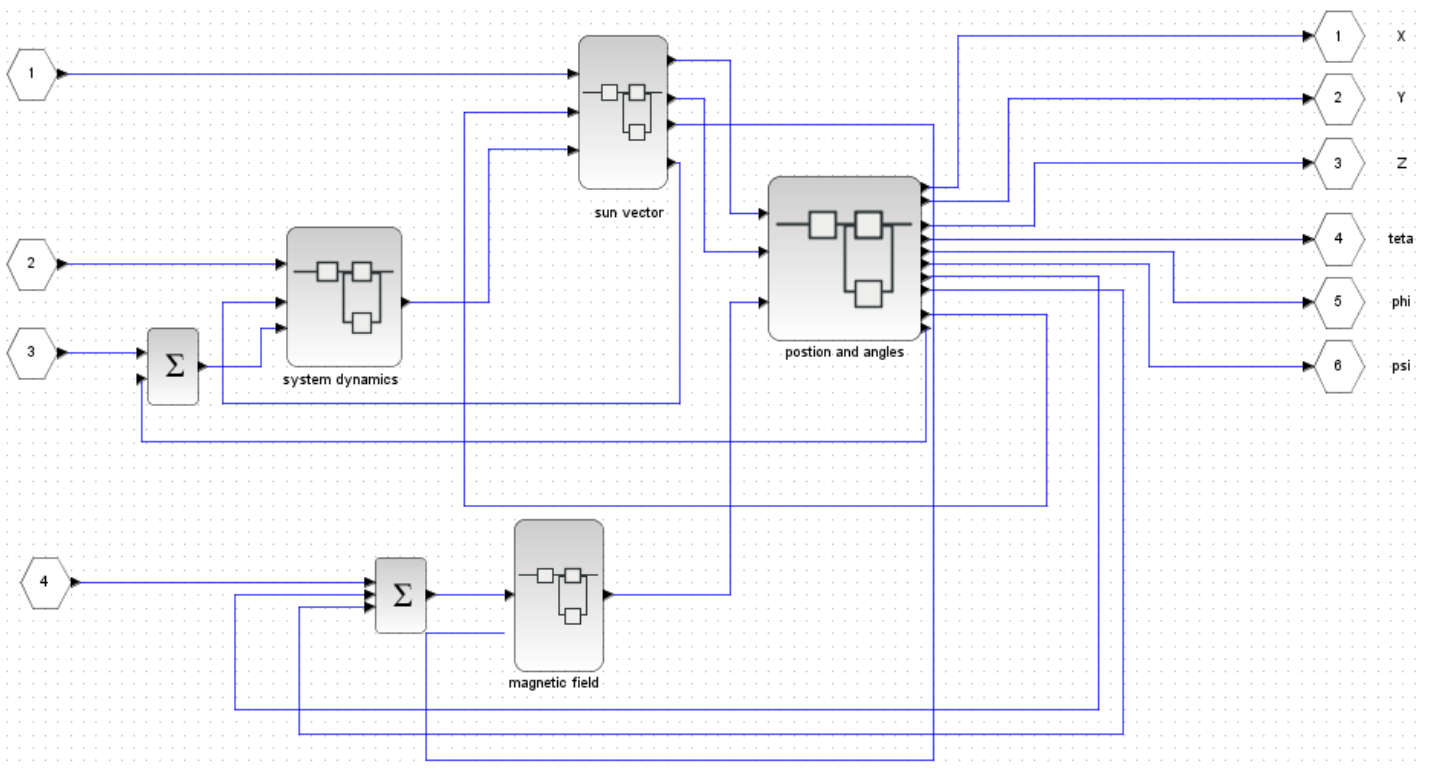 1
X
1
2
Y
3
Z
sun vector
2
4
teta
5
phi
3
Σ
postion and angles
system dynamics
6
psi
4
Σ
magnetic field